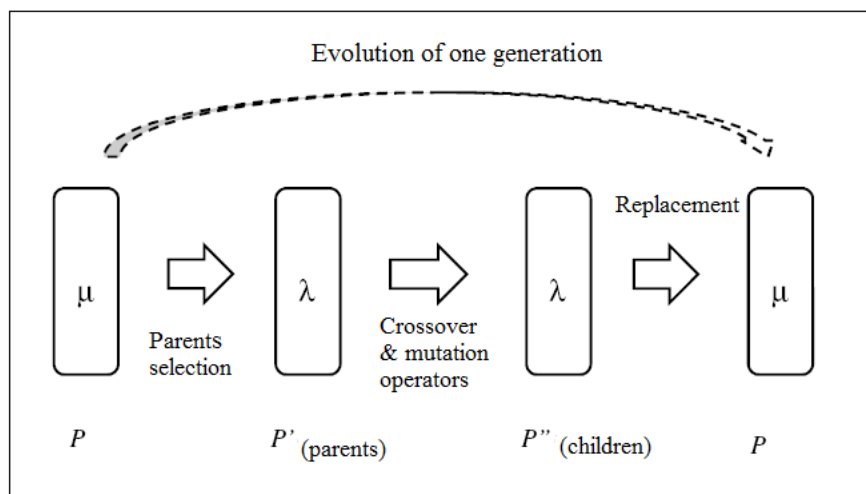 Evolution of one generation
Replacement
μ
λ
λ
μ
Parents
selection
Crossover
& mutation
operators
P
P’ (parents)
P” (children)
P